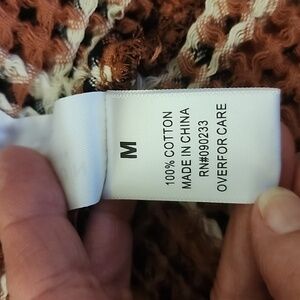 M
100% COTTON
MADE IN CHINA
RN#090233
OVERFOR CARE